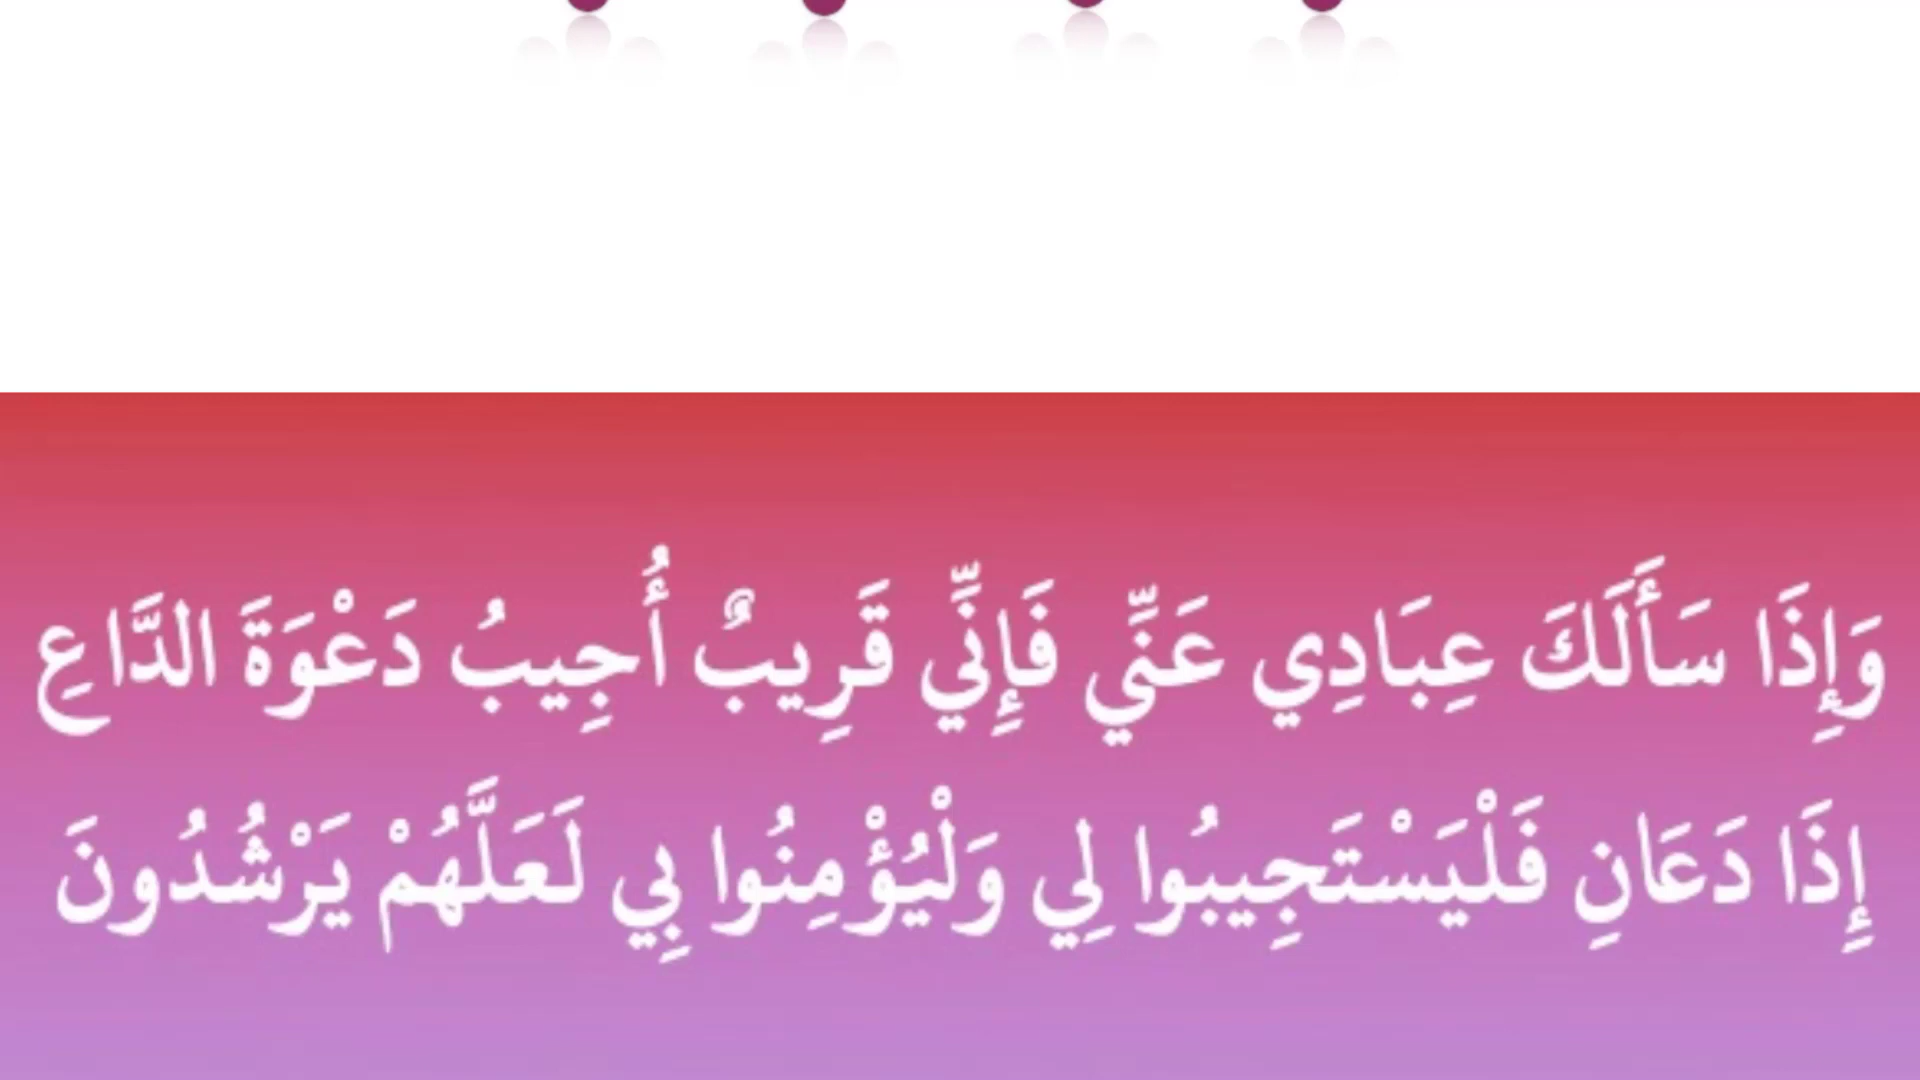 وَإِذَا سَأَلَكَ عِبَادِي عَنِّي فَإِنِّي قَرِيبٌ أُجِيبُ دَعْوَةَ الدَّاعِ
إِذَا دَعَانِ فَلْيَسْتَجِيبُوا لِي وَلْيُؤْمِنُوا بِي لَعَلَّهُمْ يَرْشُدُونَ